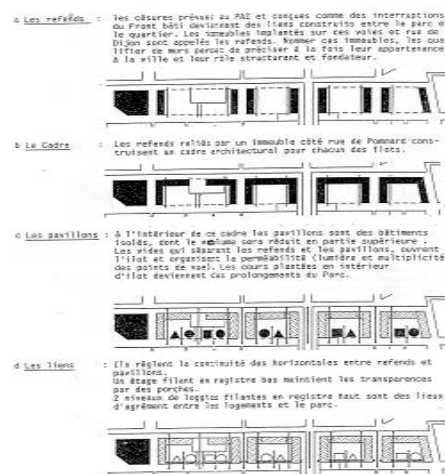 a Les refends : les césures prévues au PAZ et conçues comme des interruptions
du Front bâti deviennent des liens construits entre le parc et
le quartier. Les immeubles implantés sur ces voies et rue de
Dijon sont appelés les refends. Nommer ces immeubles, les qua-
lifier de murs permet de préciser à la fois leur appartenance
à la ville et leur rôle structurant et fondateur.
b Le Cadre : Les refends reliés par un immeuble côté rue de Pommard cons-
truisent un cadre architectural pour chacun des îlots.
c Les pavillons : à l'intérieur de ce cadre les pavillons sont des bâtiments
isolés, dont le volume sera réduit en partie supérieure .
Les vides qui séparent les refends et les pavillons, ouvrent
l'ilot et organisent la perméabilité (lumière et multiplicité
des points de vue). Les cours plantées en intérieur
d'ilot deviennent des prolongements du Parc.
d Les liens : Ils règlent la continuité des horizontales entre refends et
pavillons.
Un étage filant en registre bas maintient les transparences
par des porches.
2 niveaux de loggias filantes en registre haut sont des lieux
d'agrément entre les logements et le parc.